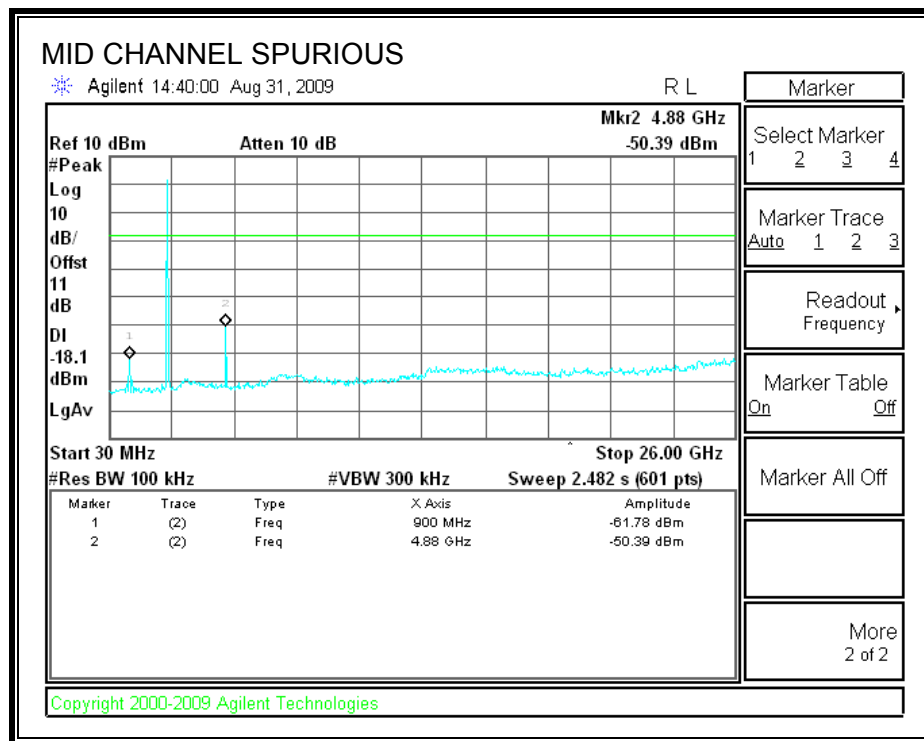 MID CHANNEL SPURIOUS
Agilent 14:40:00 Aug 31, 2009
R L
Mkr2 4.88 GHz
Ref 10 dBm
Atten 10 dB
-50.39 dBm
#Peak
Log
10
dB/
Offst
11
dB
DI
-18.1
dBm
LgAv
1
2
Start 30 MHz
Stop 26.00 GHz
#Res BW 100 kHz
#VBW 300 kHz
Sweep 2.482 s (601 pts)
Marker Trace Type X Axis Amplitude
1 (2) Freq 900 MHz -61.78 dBm
2 (2) Freq 4.88 GHz -50.39 dBm
Marker
Select Marker
1 2 3 4
Marker Trace
Auto 1 2 3
Readout
Frequency
Marker Table
On Off
Marker All Off
More
2 of 2
Copyright 2000-2009 Agilent Technologies